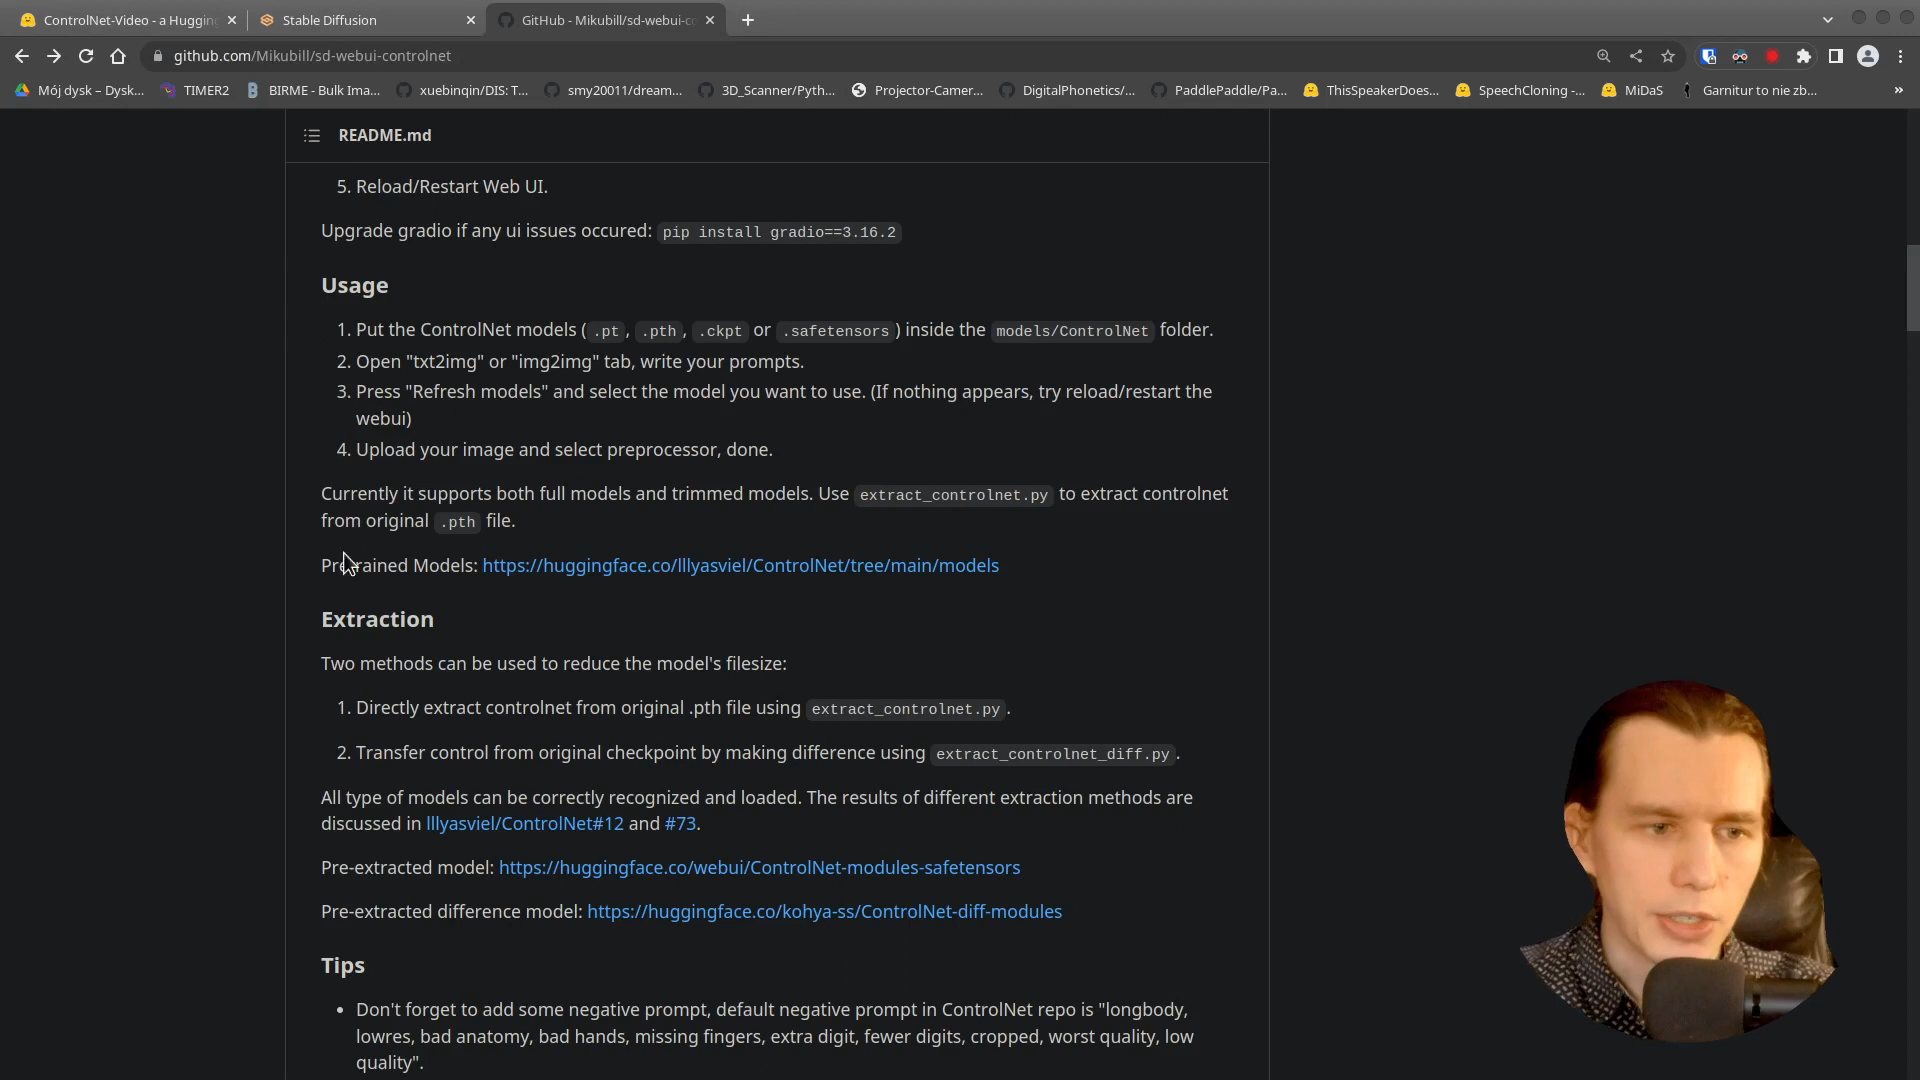 ControlNet-Video - a Hugging
Stable Diffusion
GitHub - Mikubill/sd-webui-co
github.com/Mikubill/sd-webui-controlnet
Mój dysk – Dysk...
TIMER2
BIRME - Bulk Ima...
xuebinqin/DIS: T...
smy20011/dream...
3D_Scanner/Pyth...
Projector-Camer...
DigitalPhonetics/...
PaddlePaddle/Pa...
ThisSpeakerDoes...
SpeechCloning -...
MiDaS
Garnitur to nie zb...
»
README.md
5. Reload/Restart Web UI.
Upgrade gradio if any ui issues occured: pip install gradio==3.16.2
Usage
1. Put the ControlNet models (.pt, .pth, .ckpt or .safetensors) inside the models/ControlNet folder.
2. Open "txt2img" or "img2img" tab, write your prompts.
3. Press "Refresh models" and select the model you want to use. (If nothing appears, try reload/restart the
webui)
4. Upload your image and select preprocessor, done.
Currently it supports both full models and trimmed models. Use extract_controlnet.py to extract controlnet
from original .pth file.
Pretrained Models: https://huggingface.co/lllyasviel/ControlNet/tree/main/models
Extraction
Two methods can be used to reduce the model's filesize:
1. Directly extract controlnet from original .pth file using extract_controlnet.py.
2. Transfer control from original checkpoint by making difference using extract_controlnet_diff.py.
All type of models can be correctly recognized and loaded. The results of different extraction methods are
discussed in lllyasviel/ControlNet#12 and #73.
Pre-extracted model: https://huggingface.co/webui/ControlNet-modules-safetensors
Pre-extracted difference model: https://huggingface.co/kohya-ss/ControlNet-diff-modules
Tips
• Don't forget to add some negative prompt, default negative prompt in ControlNet repo is "longbody,
lowres, bad anatomy, bad hands, missing fingers, extra digit, fewer digits, cropped, worst quality, low
quality".